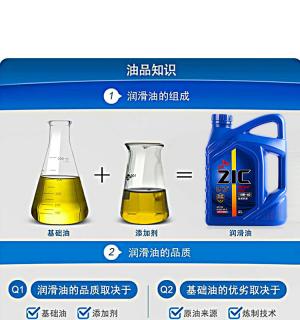 油品知识
1 润滑油的组成
+ =
ZIC
基础油 添加剂 润滑油
2 润滑油的品质
Q1 润滑油的品质取决于 Q2 基础油的优劣取决于
基础油 添加剂 原油来源 炼制技术